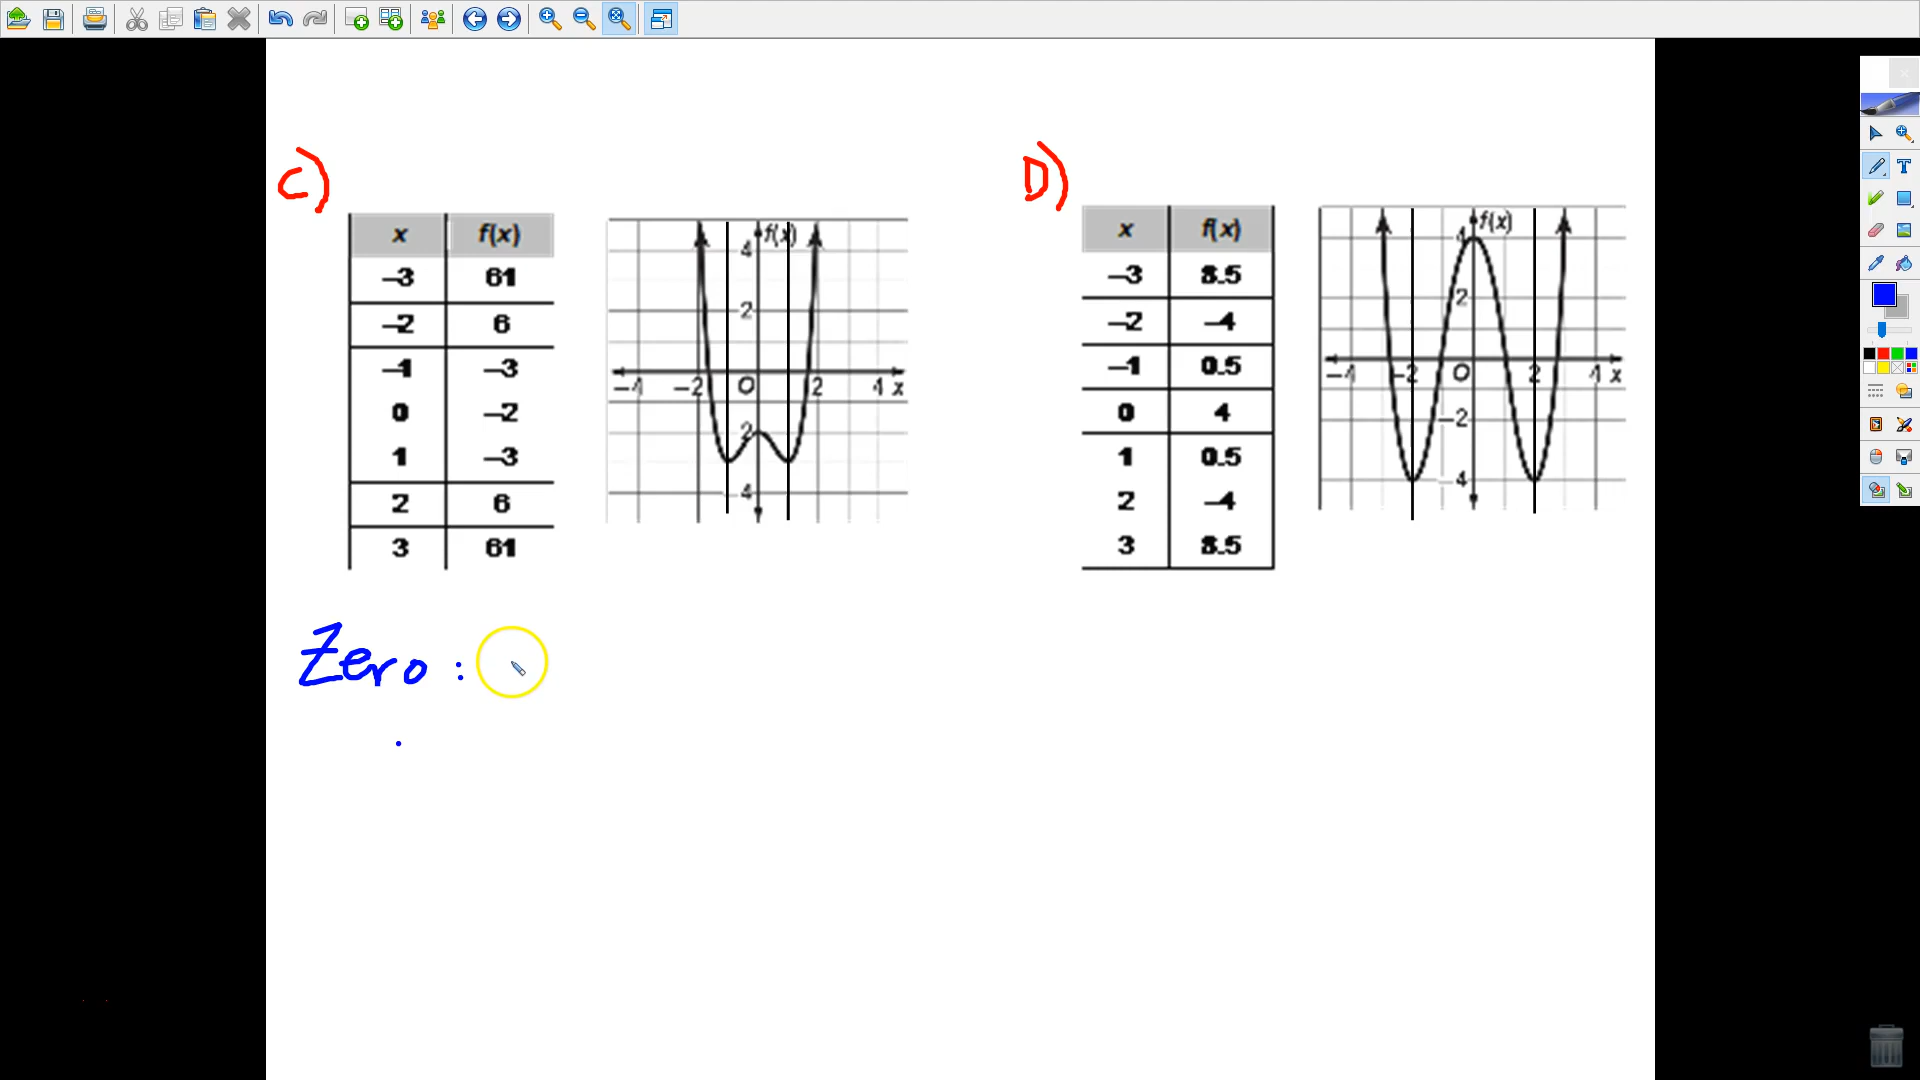 C)
x f(x)
–3 61
–2 6
–1 –3
0 –2
1 –3
2 6
3 61
f(x)
4
2
–4 –2 O 2 4 x
2
4
D)
x f(x)
–3 8.5
–2 –4
–1 0.5
0 4
1 0.5
2 –4
3 8.5
f(x)
4
2
–4 –2 O 2 4 x
–2
–4
Zero :
T